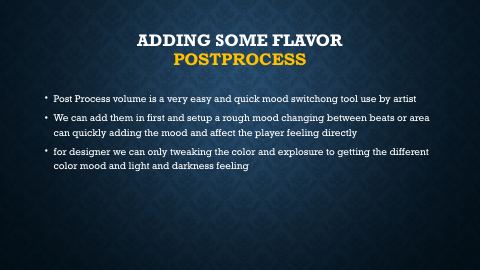 ADDING SOME FLAVOR
POSTPROCESS
• Post Process volume is a very easy and quick mood switchong tool use by artist
• We can add them in first and setup a rough mood changing between beats or area
can quickly adding the mood and affect the player feeling directly
• for designer we can only tweaking the color and explosure to getting the different
color mood and light and darkness feeling